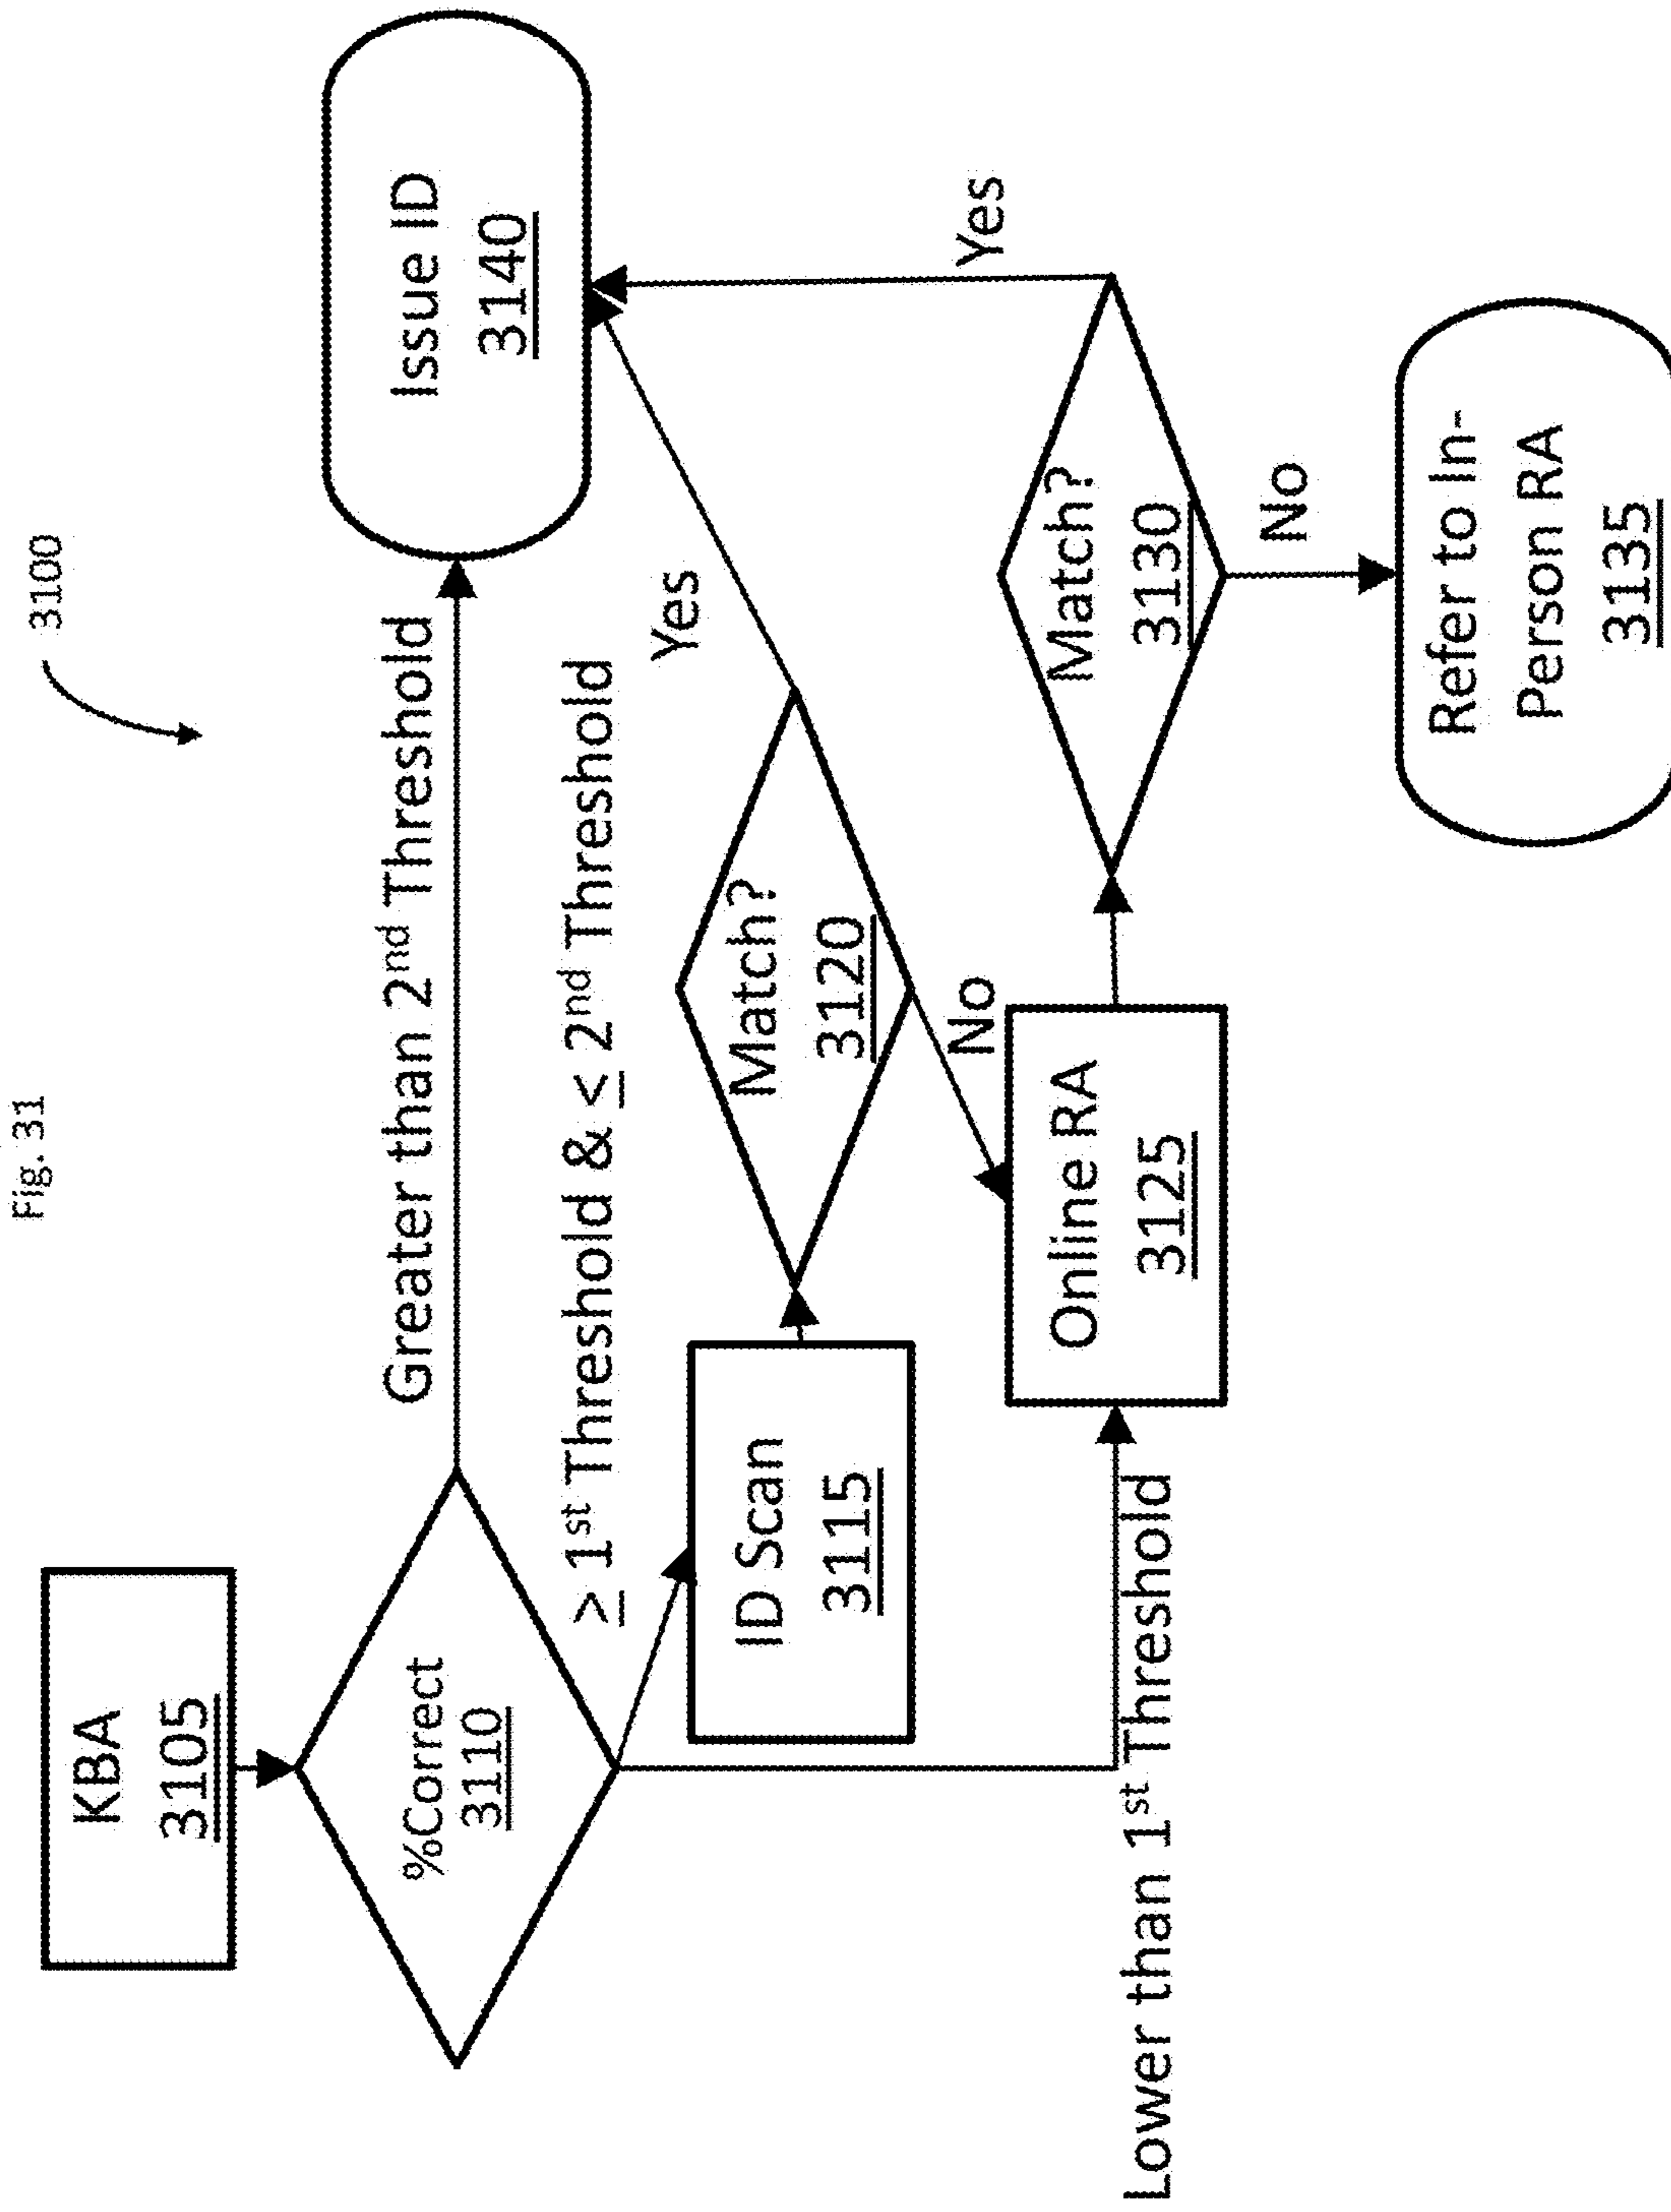 Fig. 31
3100
KBA
3105
%Correct
3110
Greater than 2nd Threshold
Issue ID
3140
≥ 1st Threshold & ≤ 2nd Threshold
ID Scan
3115
Match?
3120
Yes
No
Lower than 1st Threshold
Online RA
3125
Match?
3130
Yes
No
Refer to In-
Person RA
3135